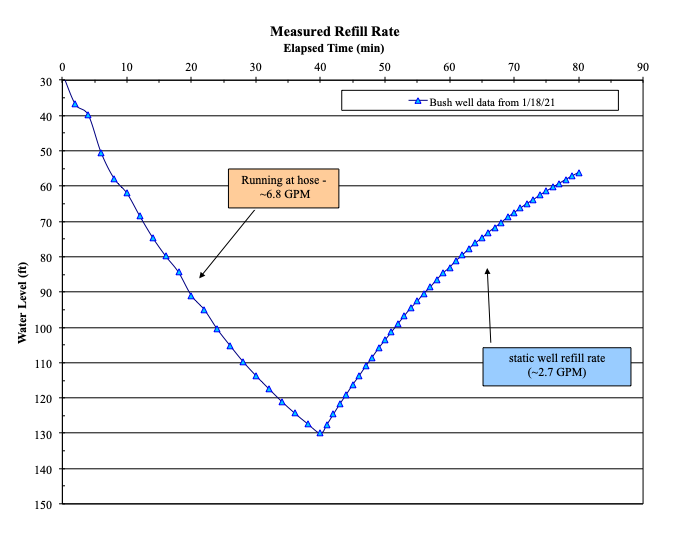 Measured Refill Rate
Elapsed Time (min)
0 10 20 30 40 50 60 70 80 90
30
40
50
60
70
80
90
100
110
120
130
140
150
Water Level (ft)
Bush well data from 1/18/21
Running at hose -
~6.8 GPM
static well refill rate
(~2.7 GPM)